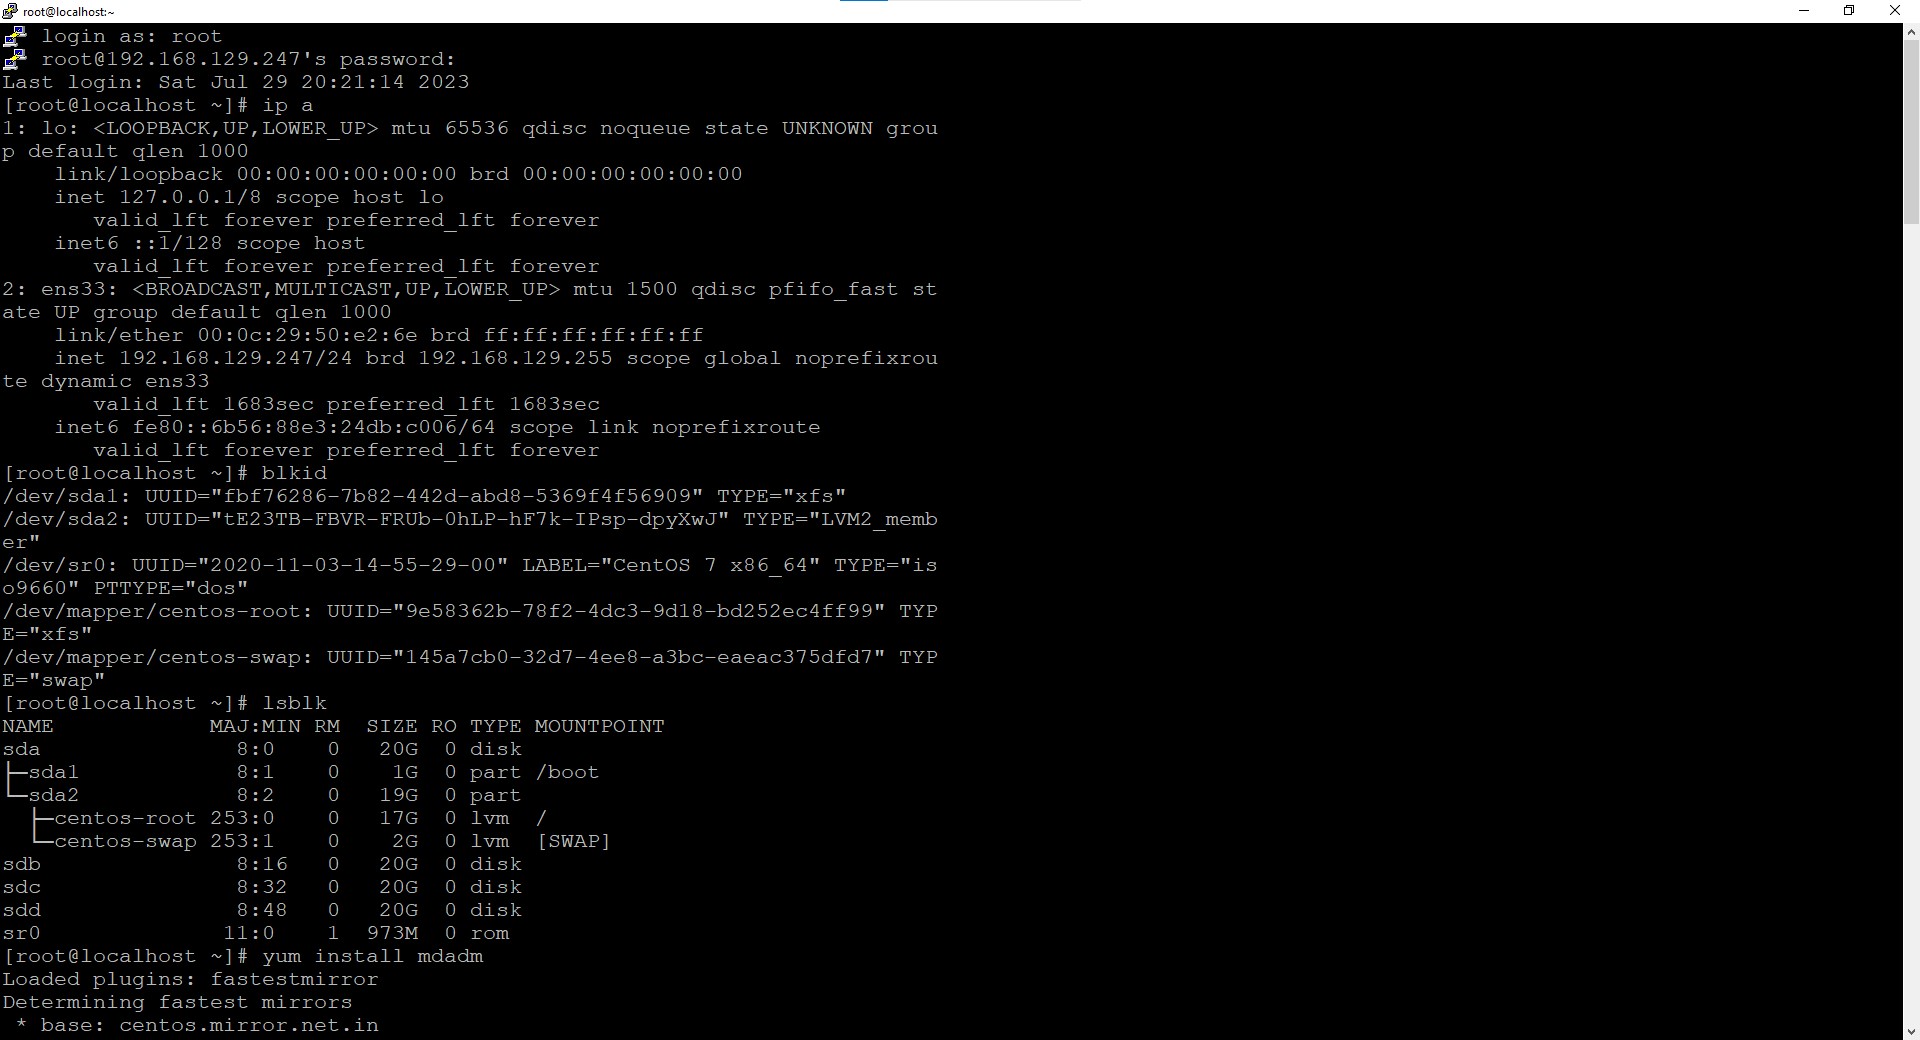 root@localhost:~
login as: root
root@192.168.129.247's password:
Last login: Sat Jul 29 20:21:14 2023
[root@localhost ~]# ip a
1: lo: <LOOPBACK,UP,LOWER_UP> mtu 65536 qdisc noqueue state UNKNOWN grou
p default qlen 1000
    link/loopback 00:00:00:00:00:00 brd 00:00:00:00:00:00
    inet 127.0.0.1/8 scope host lo
       valid_lft forever preferred_lft forever
    inet6 ::1/128 scope host
       valid_lft forever preferred_lft forever
2: ens33: <BROADCAST,MULTICAST,UP,LOWER_UP> mtu 1500 qdisc pfifo_fast st
ate UP group default qlen 1000
    link/ether 00:0c:29:50:e2:6e brd ff:ff:ff:ff:ff:ff
    inet 192.168.129.247/24 brd 192.168.129.255 scope global noprefixrou
te dynamic ens33
       valid_lft 1683sec preferred_lft 1683sec
    inet6 fe80::6b56:88e3:24db:c006/64 scope link noprefixroute
       valid_lft forever preferred_lft forever
[root@localhost ~]# blkid
/dev/sda1: UUID="fbf76286-7b82-442d-abd8-5369f4f56909" TYPE="xfs"
/dev/sda2: UUID="tE23TB-FBVR-FRUb-0hLP-hF7k-IPsp-dpyXwJ" TYPE="LVM2_memb
er"
/dev/sr0: UUID="2020-11-03-14-55-29-00" LABEL="CentOS 7 x86_64" TYPE="is
o9660" PTTYPE="dos"
/dev/mapper/centos-root: UUID="9e58362b-78f2-4dc3-9d18-bd252ec4ff99" TYP
E="xfs"
/dev/mapper/centos-swap: UUID="145a7cb0-32d7-4ee8-a3bc-eaeac375dfd7" TYP
E="swap"
[root@localhost ~]# lsblk
NAME            MAJ:MIN RM  SIZE RO TYPE MOUNTPOINT
sda               8:0    0   20G  0 disk
├─sda1            8:1    0    1G  0 part /boot
└─sda2            8:2    0   19G  0 part
  ├─centos-root 253:0    0   17G  0 lvm  /
  └─centos-swap 253:1    0    2G  0 lvm  [SWAP]
sdb               8:16   0   20G  0 disk
sdc               8:32   0   20G  0 disk
sdd               8:48   0   20G  0 disk
sr0              11:0    1  973M  0 rom
[root@localhost ~]# yum install mdadm
Loaded plugins: fastestmirror
Determining fastest mirrors
 * base: centos.mirror.net.in